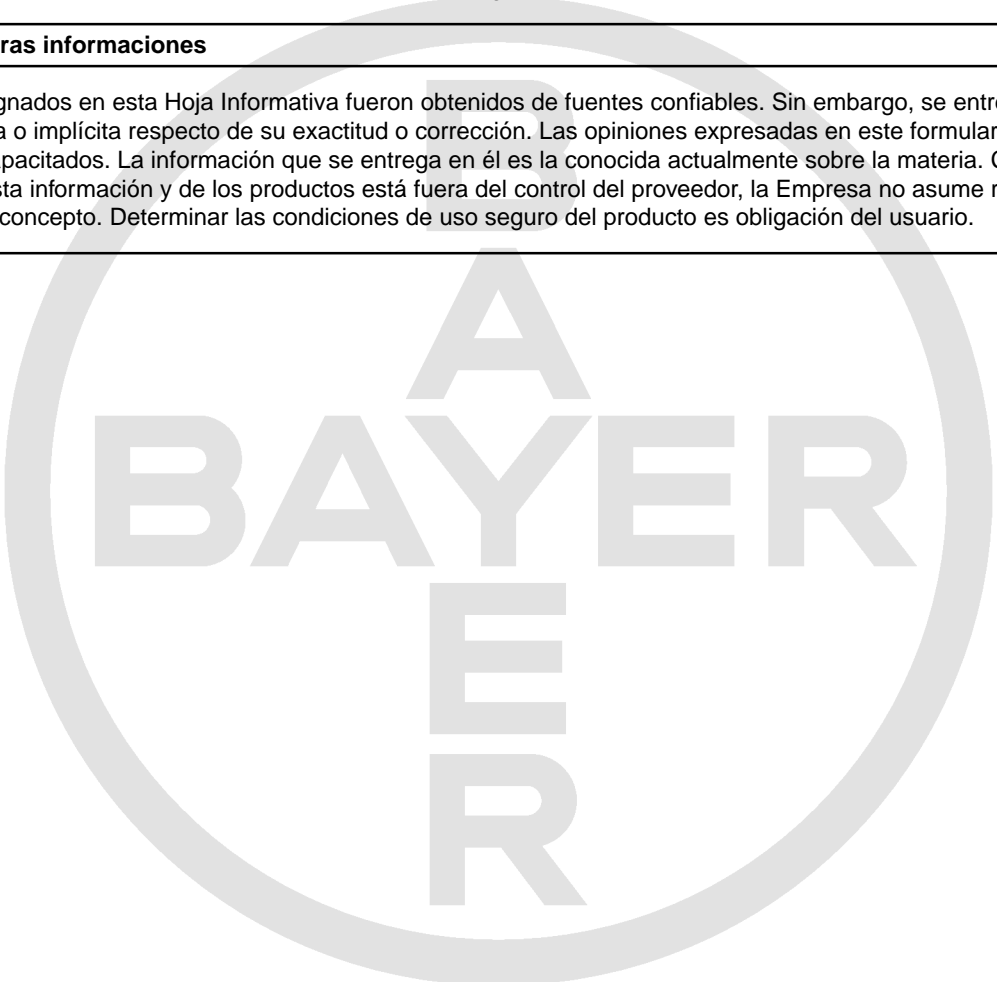 ras informaciones
gnados en esta Hoja Informativa fueron obtenidos de fuentes confiables. Sin embargo, se entre
a o implícita respecto de su exactitud o corrección. Las opiniones expresadas en este formular
pacitados. La información que se entrega en él es la conocida actualmente sobre la materia. C
sta información y de los productos está fuera del control del proveedor, la Empresa no asume r
concepto. Determinar las condiciones de uso seguro del producto es obligación del usuario.
B
A
BAYER
E
R